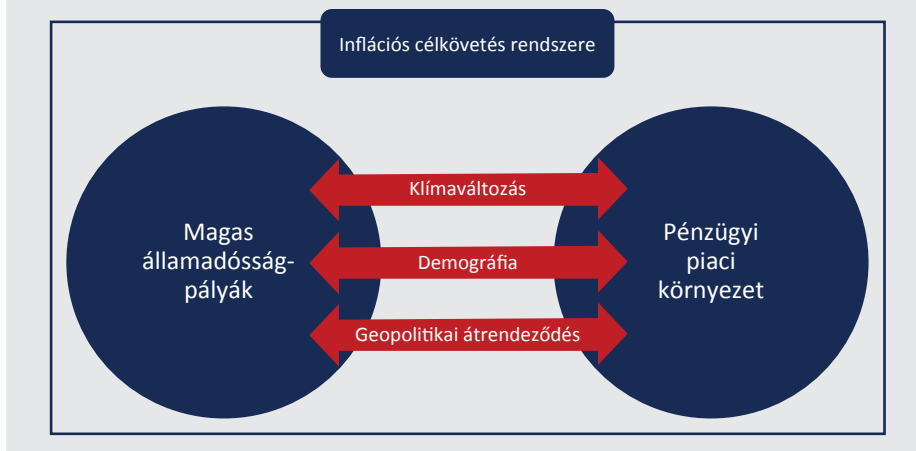 Inflációs célkövetés rendszere
Klímaváltozás
Magas
államadósság-
pályák
Demográfia
Pénzügyi
piaci
környezet
Geopolitikai átrendeződés